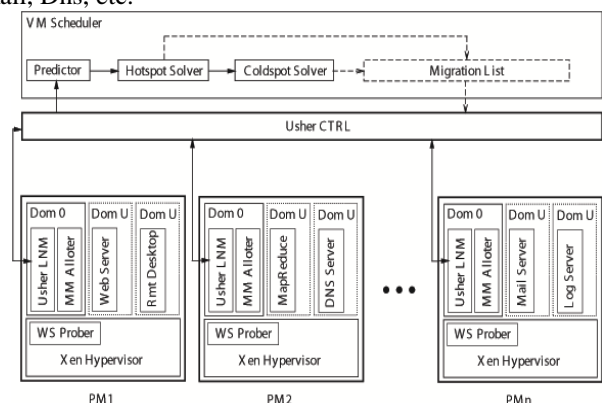 Dns, etc.
VM Scheduler
Predictor
Hotspot Solver
Coldspot Solver
Migration List
Usher CTRL
Dom 0
Dom U
Dom U
Usher LNM
MM Alloter
Web Server
Rmt Desktop
WS Prober
Xen Hypervisor
PM1
Dom 0
Dom U
Dom U
Usher LNM
MM Alloter
MapReduce
DNS Server
WS Prober
Xen Hypervisor
PM2
Dom 0
Dom U
Dom U
Usher LNM
MM Alloter
Mail Server
Log Server
WS Prober
Xen Hypervisor
PMn